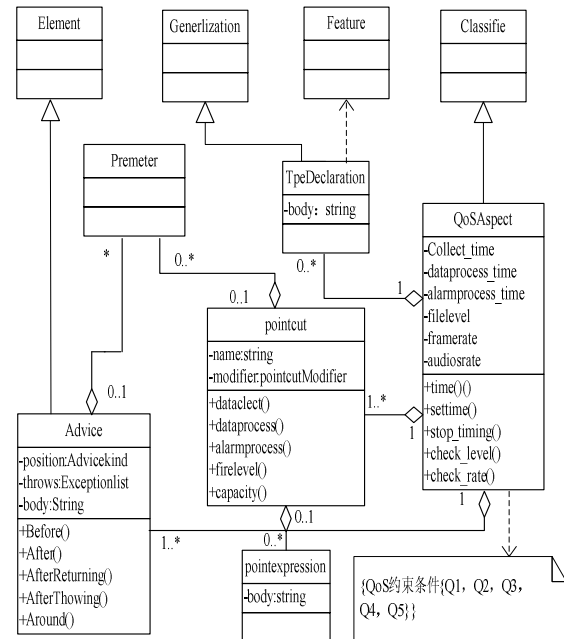 Element
Generlization
Feature
Classifie
Premeter
TpeDeclaration
-body：string
QoSAspect
-Collect_time
-dataprocess_time
-alarmprocess_time
-filelevel
-framerate
-audiosrate
+time()()
+settime()
+stop_timing()
+check_level()
+check_rate()
*
0..*
0..*
1
0..1
pointcut
-name:string
-modifier:pointcutModifier
+dataclect()
+dataprocess()
+alarmprocess()
+firelevel()
+capacity()
1..*
1
0..1
Advice
-position:Advicekind
-throws:Exceptionlist
-body:String
+Before()
+After()
+AfterReturning()
+AfterThowing()
+Around()
1
0..1
1..*
0..*
pointexpression
-body:string
{QoS约束条件{Q1，Q2，Q3，
Q4，Q5}}